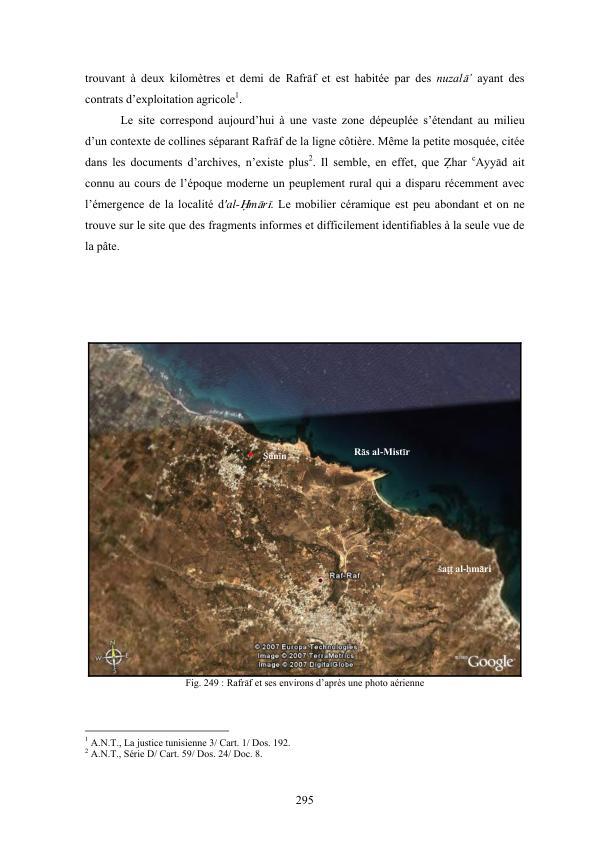 trouvant à deux kilomètres et demi de Rafrāf et est habitée par des nuzalā’ ayant des
contrats d’exploitation agricole¹.
Le site correspond aujourd’hui à une vaste zone dépeuplée s’étendant au milieu
d’un contexte de collines séparant Rafrāf de la ligne côtière. Même la petite mosquée, citée
dans les documents d’archives, n’existe plus². Il semble, en effet, que Ẓhar ᶜAyyād ait
connu au cours de l’époque moderne un peuplement rural qui a disparu récemment avec
l’émergence de la localité d'al-Ḥmārī. Le mobilier céramique est peu abondant et on ne
trouve sur le site que des fragments informes et difficilement identifiables à la seule vue de
la pâte.
Rās al-Mistīr
Ṣūnīn
šaṭṭ al-ḥmāri
Raf-Raf
N
W E
S
© 2007 Europa Technologies
Image © 2007 TerraMetrics
Image © 2007 DigitalGlobe
Google
Fig. 249 : Rafrāf et ses environs d’après une photo aérienne
¹ A.N.T., La justice tunisienne 3/ Cart. 1/ Dos. 192.
² A.N.T., Série D/ Cart. 59/ Dos. 24/ Doc. 8.
295